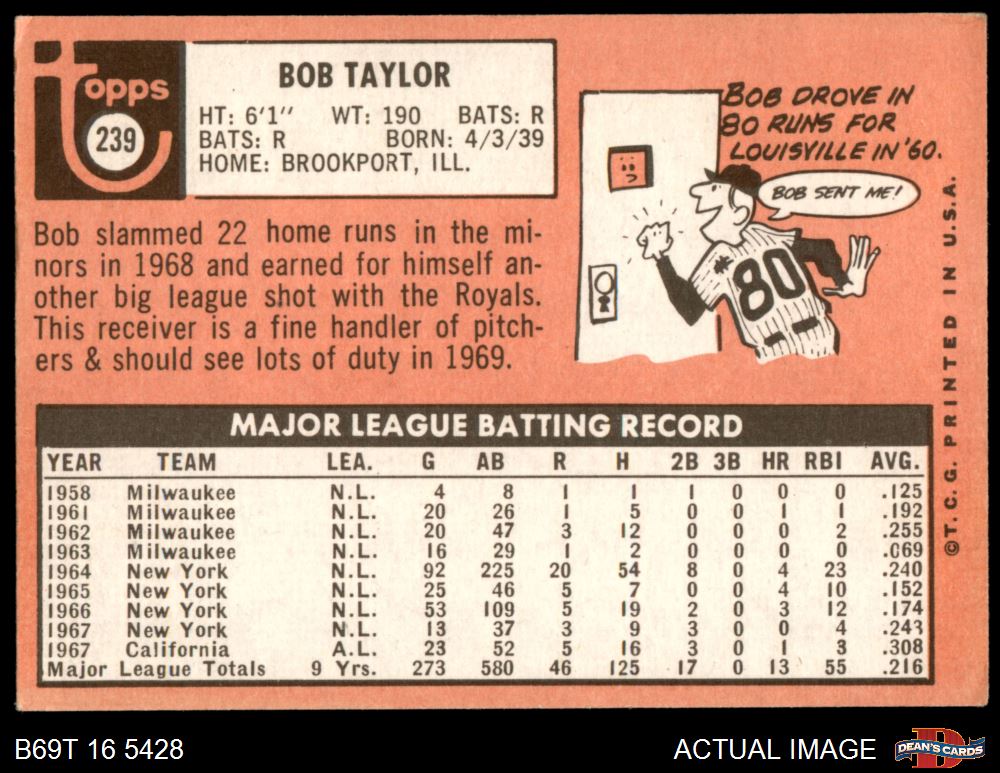 Topps
239
BOB TAYLOR
HT: 6'1" WT: 190 BATS: R
BATS: R BORN: 4/3/39
HOME: BROOKPORT, ILL.
BOB DROVE IN
80 RUNS FOR
LOUISVILLE IN '60.
BOB SENT ME!
80
Bob slammed 22 home runs in the mi-
nors in 1968 and earned for himself an-
other big league shot with the Royals.
This receiver is a fine handler of pitch-
ers & should see lots of duty in 1969.
MAJOR LEAGUE BATTING RECORD
YEAR TEAM LEA. G AB R H 2B 3B HR RBI AVG.
1958 Milwaukee N.L. 4 8 1 1 1 0 0 0 .125
1961 Milwaukee N.L. 20 26 1 5 0 0 1 1 .192
1962 Milwaukee N.L. 20 47 3 12 0 0 0 2 .255
1963 Milwaukee N.L. 16 29 1 2 0 0 0 0 .069
1964 New York N.L. 92 225 20 54 8 0 4 23 .240
1965 New York N.L. 25 46 5 7 0 0 4 10 .152
1966 New York N.L. 53 109 5 19 2 0 3 12 .174
1967 New York N.L. 13 37 3 9 3 0 0 4 .243
1967 California A.L. 23 52 5 16 3 0 1 3 .308
Major League Totals 9 Yrs. 273 580 46 125 17 0 13 55 .216
©T.C.G. PRINTED IN U.S.A.
B69T 16 5428
ACTUAL IMAGE
D
DEAN'S CARDS